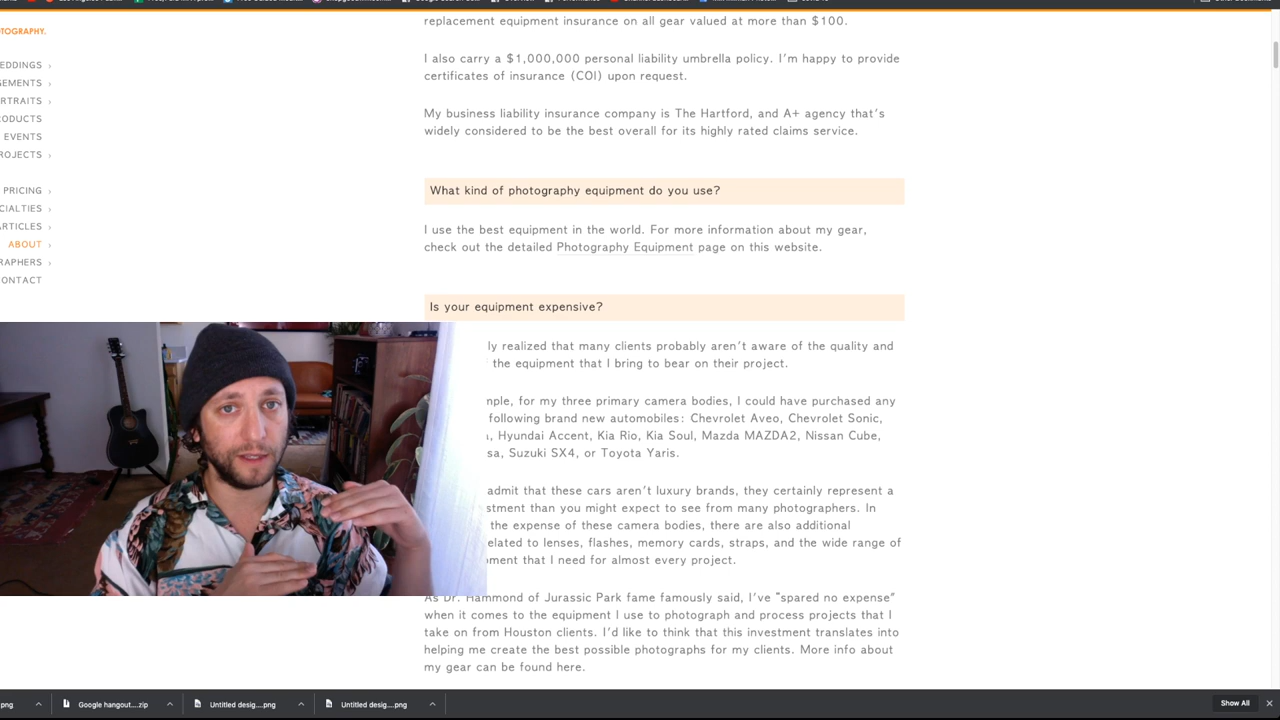 replacement equipment insurance on all gear valued at more than $100.
I also carry a $1,000,000 personal liability umbrella policy. I'm happy to provide
certificates of insurance (COI) upon request.
My business liability insurance company is The Hartford, and A+ agency that's
widely considered to be the best overall for its highly rated claims service.
What kind of photography equipment do you use?
I use the best equipment in the world. For more information about my gear,
check out the detailed Photography Equipment page on this website.
Is your equipment expensive?
ly realized that many clients probably aren't aware of the quality and
the equipment that I bring to bear on their project.
mple, for my three primary camera bodies, I could have purchased any
following brand new automobiles: Chevrolet Aveo, Chevrolet Sonic,
, Hyundai Accent, Kia Rio, Kia Soul, Mazda MAZDA2, Nissan Cube,
sa, Suzuki SX4, or Toyota Yaris.
admit that these cars aren't luxury brands, they certainly represent a
stment than you might expect to see from many photographers. In
the expense of these camera bodies, there are also additional
elated to lenses, flashes, memory cards, straps, and the wide range of
pment that I need for almost every project.
As Dr. Hammond of Jurassic Park fame famously said, I've "spared no expense"
when it comes to the equipment I use to photograph and process projects that I
take on from Houston clients. I'd like to think that this investment translates into
helping me create the best possible photographs for my clients. More info about
my gear can be found here.
OTOGRAPHY.
EDDINGS ›
GEMENTS ›
RTRAITS ›
RODUCTS
EVENTS
ROJECTS ›
PRICING ›
CIALTIES ›
ARTICLES ›
ABOUT ›
RAPHERS ›
ONTACT
.png
Google hangout....zip
Untitled desig....png
Untitled desig....png
Show All